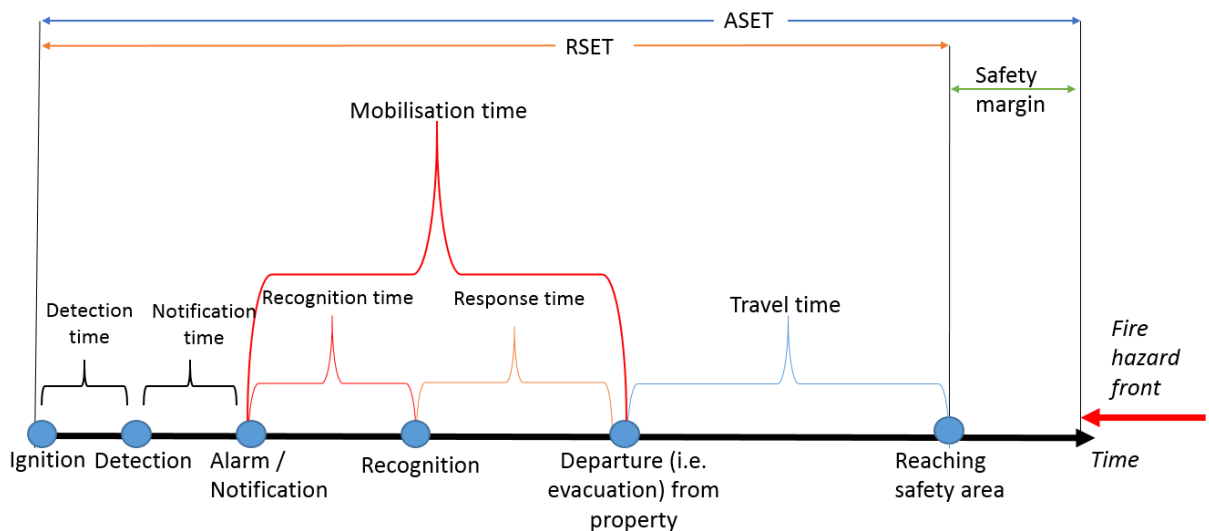 ASET
RSET
Safety
margin
Mobilisation time
Detection
time
Notification
time
Recognition time
Response time
Travel time
Fire
hazard
front
Ignition
Detection
Alarm /
Notification
Recognition
Departure (i.e.
evacuation) from
property
Reaching
safety area
Time